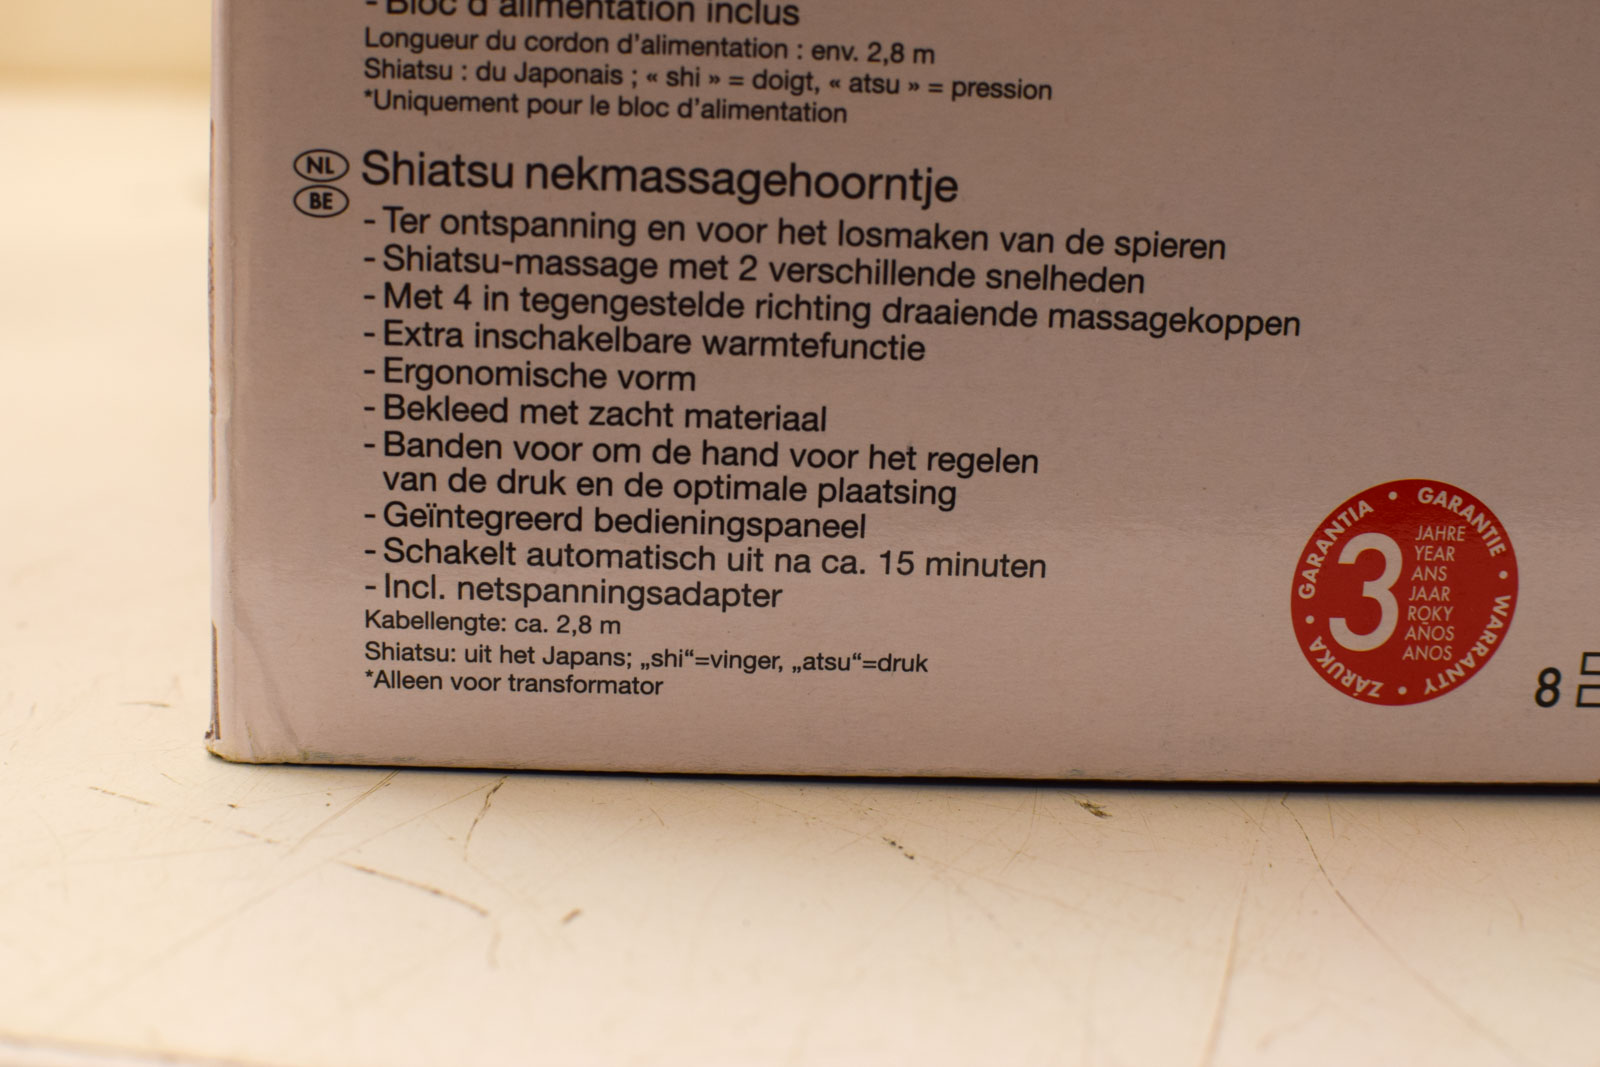 - Bloc d'alimentation inclus
Longueur du cordon d'alimentation : env. 2,8 m
Shiatsu : du Japonais ; « shi » = doigt, « atsu » = pression
*Uniquement pour le bloc d'alimentation
NL
BE
Shiatsu nekmassagehoorntje
- Ter ontspanning en voor het losmaken van de spieren
- Shiatsu-massage met 2 verschillende snelheden
- Met 4 in tegengestelde richting draaiende massagekoppen
- Extra inschakelbare warmtefunctie
- Ergonomische vorm
- Bekleed met zacht materiaal
- Banden voor om de hand voor het regelen
van de druk en de optimale plaatsing
- Geïntegreerd bedieningspaneel
- Schakelt automatisch uit na ca. 15 minuten
- Incl. netspanningsadapter
Kabellengte: ca. 2,8 m
Shiatsu: uit het Japans; „shi“=vinger, „atsu“=druk
*Alleen voor transformator
GARANTIA • GARANTIE • WARRANTY • ZÁRUKA •
3
JAHRE
YEAR
ANS
JAAR
ROKY
AÑOS
ANOS
8